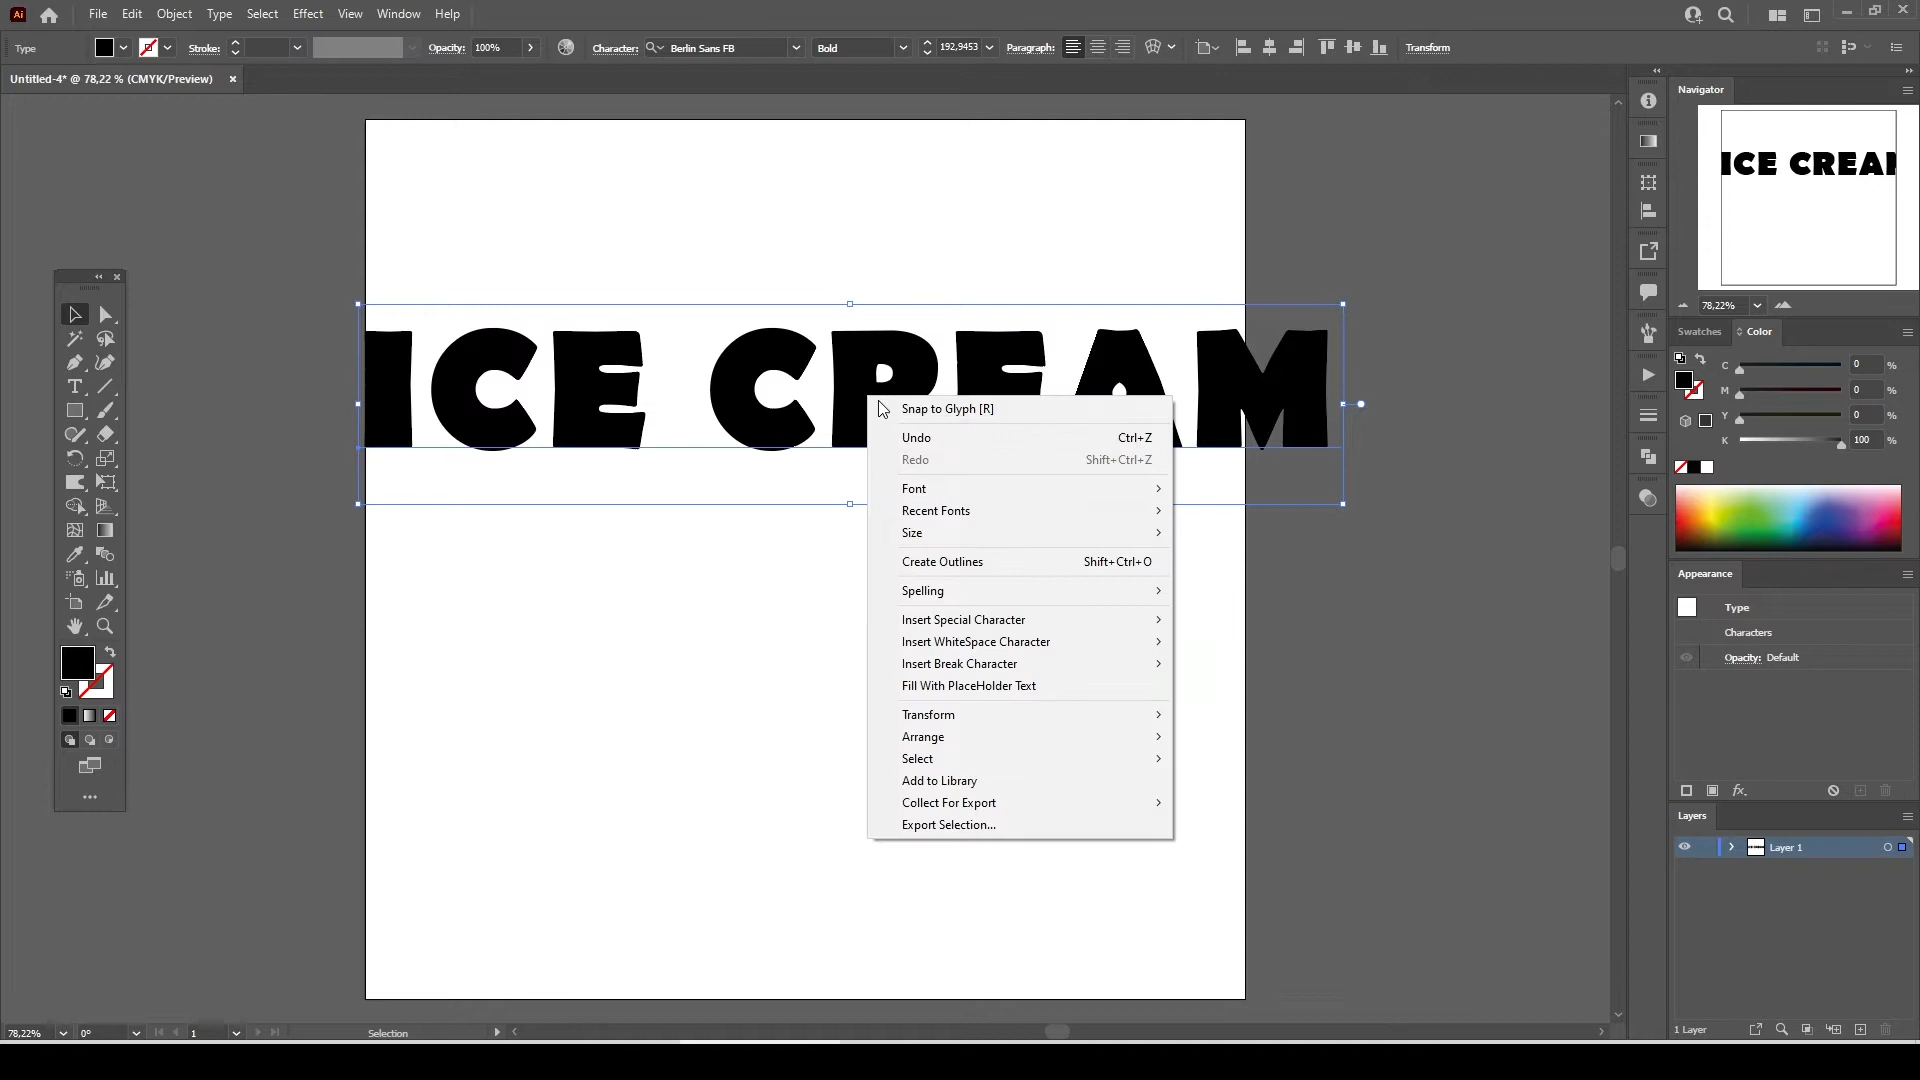 Ai File Edit Object Type Select Effect View Window Help
Type Stroke: Opacity: 100% Character: Berlin Sans FB Bold 192,9453 Paragraph: Transform
Untitled-4* @ 78,22 % (CMYK/Preview)
Navigator
ICE CREAM
78,22%
Swatches Color
C 0 %
M 0 %
Y 0 %
K 100 %
ICE CREAM
Snap to Glyph [R]
Undo Ctrl+Z
Redo Shift+Ctrl+Z
Font
Recent Fonts
Size
Create Outlines Shift+Ctrl+O
Spelling
Insert Special Character
Insert WhiteSpace Character
Insert Break Character
Fill With PlaceHolder Text
Transform
Arrange
Select
Add to Library
Collect For Export
Export Selection...
Appearance
Type
Characters
Opacity: Default
fx.
Layers
Layer 1
1 Layer
78,22% 0° 1 Selection